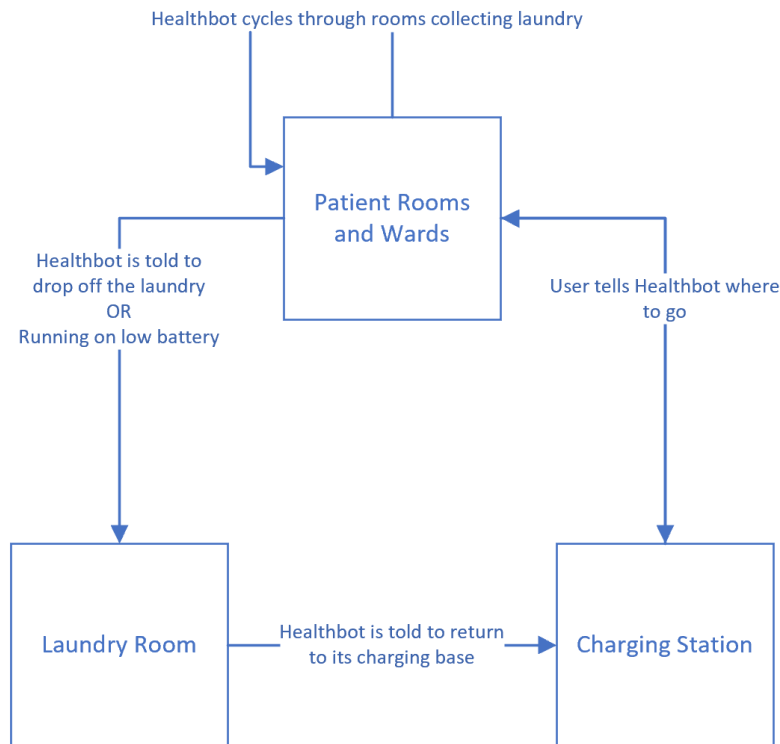 Healthbot cycles through rooms collecting laundry
Patient Rooms
and Wards
Healthbot is told to
drop off the laundry
OR
Running on low battery
User tells Healthbot where
to go
Laundry Room
Healthbot is told to return
to its charging base
Charging Station